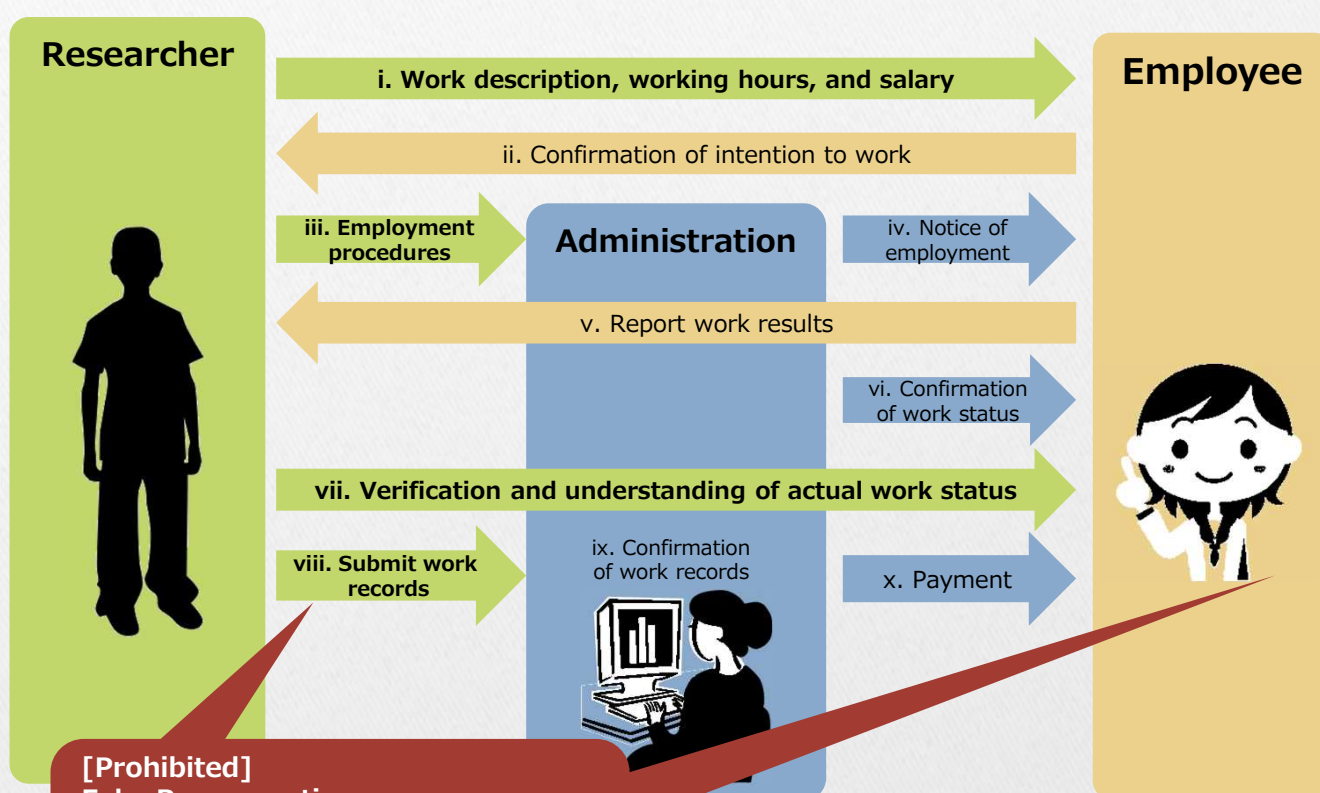 Researcher
Employee
i. Work description, working hours, and salary
ii. Confirmation of intention to work
iii. Employment
procedures
Administration
iv. Notice of
employment
v. Report work results
vi. Confirmation
of work status
vii. Verification and understanding of actual work status
viii. Submit work
records
ix. Confirmation
of work records
x. Payment
[Prohibited]